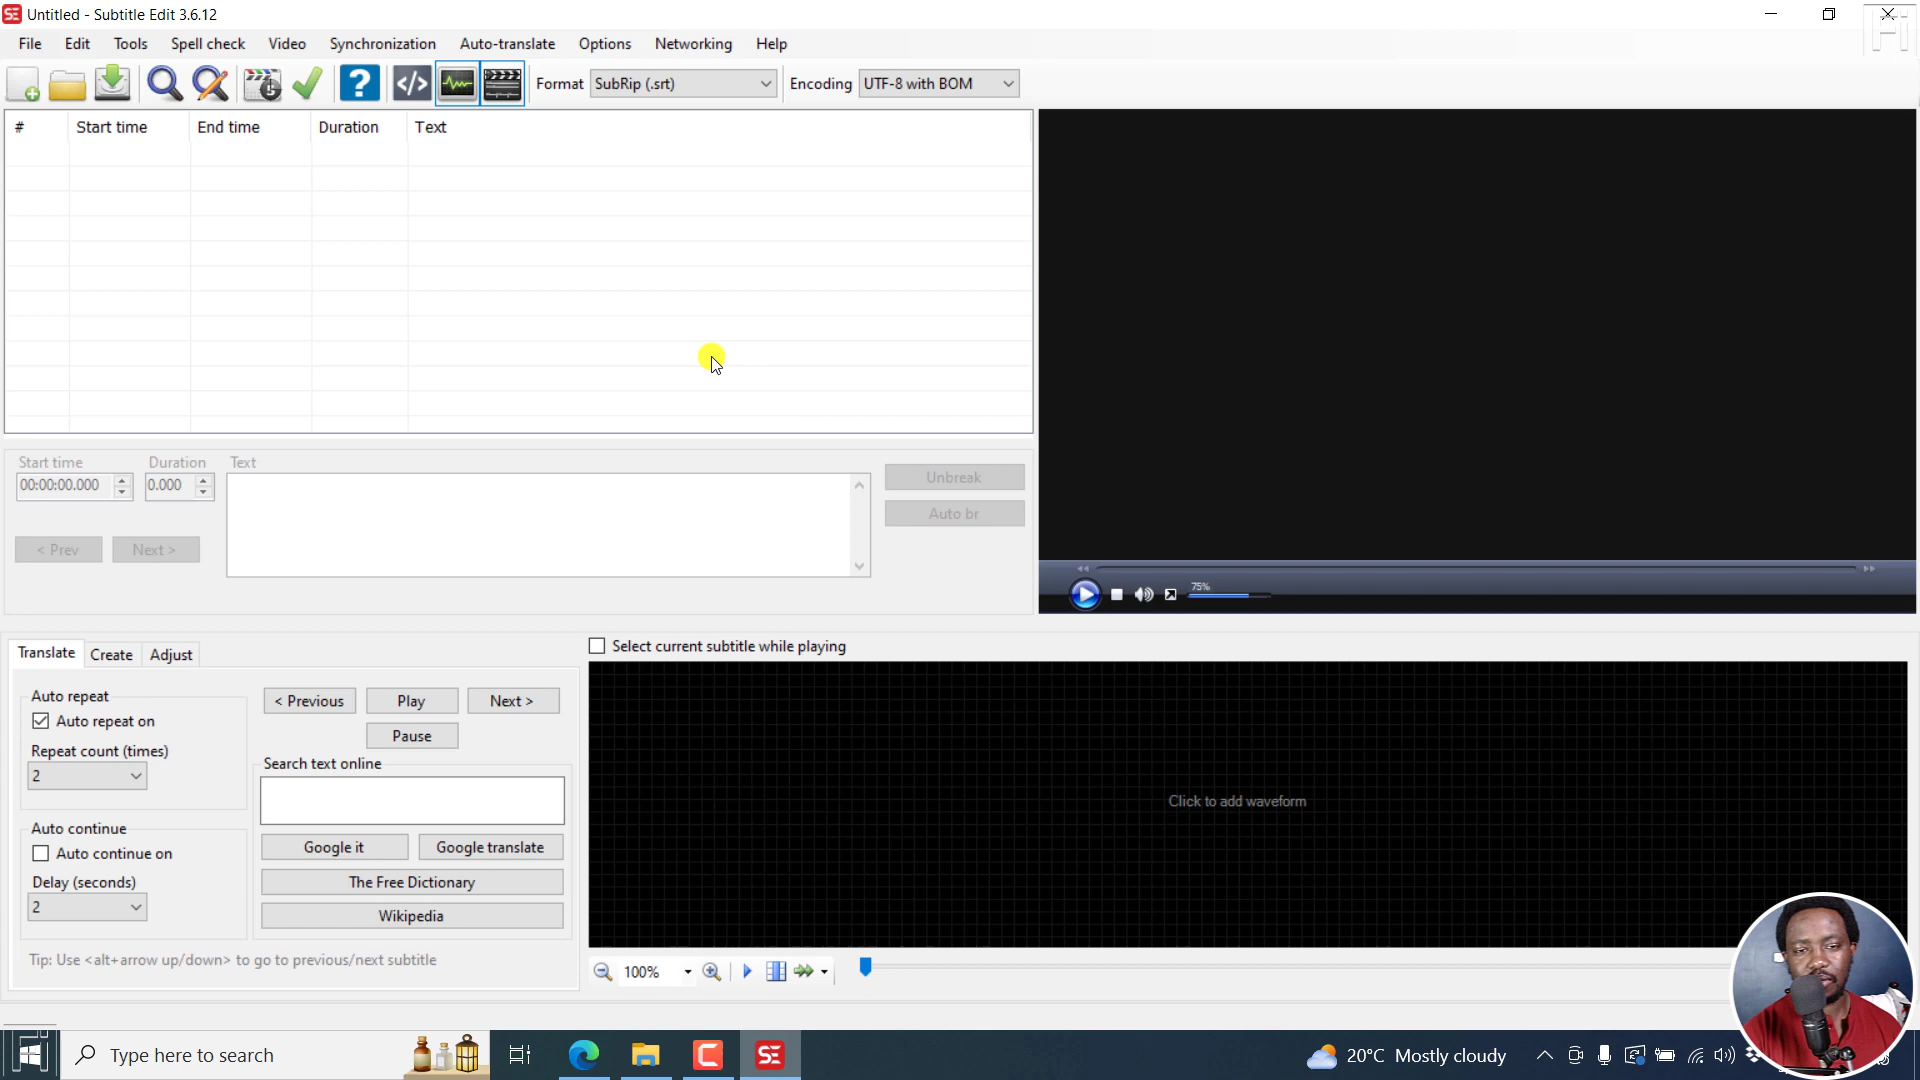 Untitled - Subtitle Edit 3.6.12
File Edit Tools Spell check Video Synchronization Auto-translate Options Networking Help
Format SubRip (.srt) Encoding UTF-8 with BOM
# Start time End time Duration Text
Start time Duration Text
00:00:00.000 0.000
Unbreak
Auto br
< Prev Next >
75%
Translate Create Adjust
Select current subtitle while playing
Auto repeat
Auto repeat on
Repeat count (times)
2
< Previous Play Next >
Pause
Search text online
Click to add waveform
Auto continue
Auto continue on
Delay (seconds)
2
Google it Google translate
The Free Dictionary
Wikipedia
Tip: Use <alt+arrow up/down> to go to previous/next subtitle
100%
Type here to search
20°C Mostly cloudy